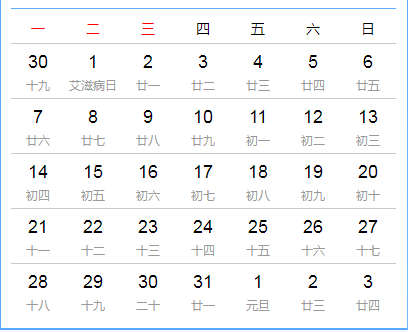 一 二 三 四 五 六 日
30 1 2 3 4 5 6
十九 艾滋病日 廿一 廿二 廿三 廿四 廿五
7 8 9 10 11 12 13
廿六 廿七 廿八 廿九 初一 初二 初三
14 15 16 17 18 19 20
初四 初五 初六 初七 初八 初九 初十
21 22 23 24 25 26 27
十一 十二 十三 十四 十五 十六 十七
28 29 30 31 1 2 3
十八 十九 二十 廿一 元旦 廿三 廿四